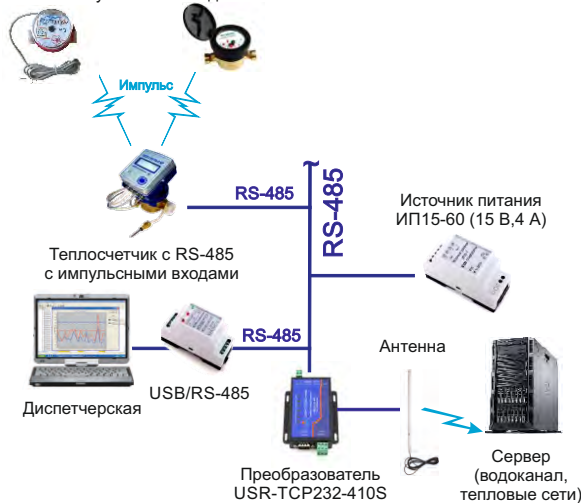 Импульс
RS-485
RS-485
Источник питания
ИП15-60 (15 В,4 А)
Теплосчетчик с RS-485
с импульсными входами
RS-485
Антенна
USB/RS-485
Диспетчерская
Преобразователь
USR-TCP232-410S
Сервер
(водоканал,
тепловые сети)